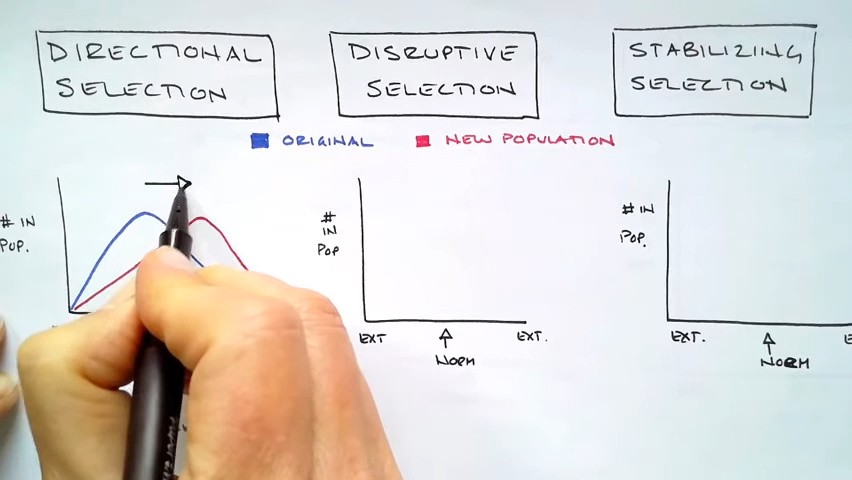 DIRECTIONAL
SELECTION
DISRUPTIVE
SELECTION
STABILIZIING
SELECTION
ORIGINAL
NEW POPULATION
# IN
POP.
#
IN
POP
# IN
POP.
EXT
NORM
EXT.
EXT.
NORM